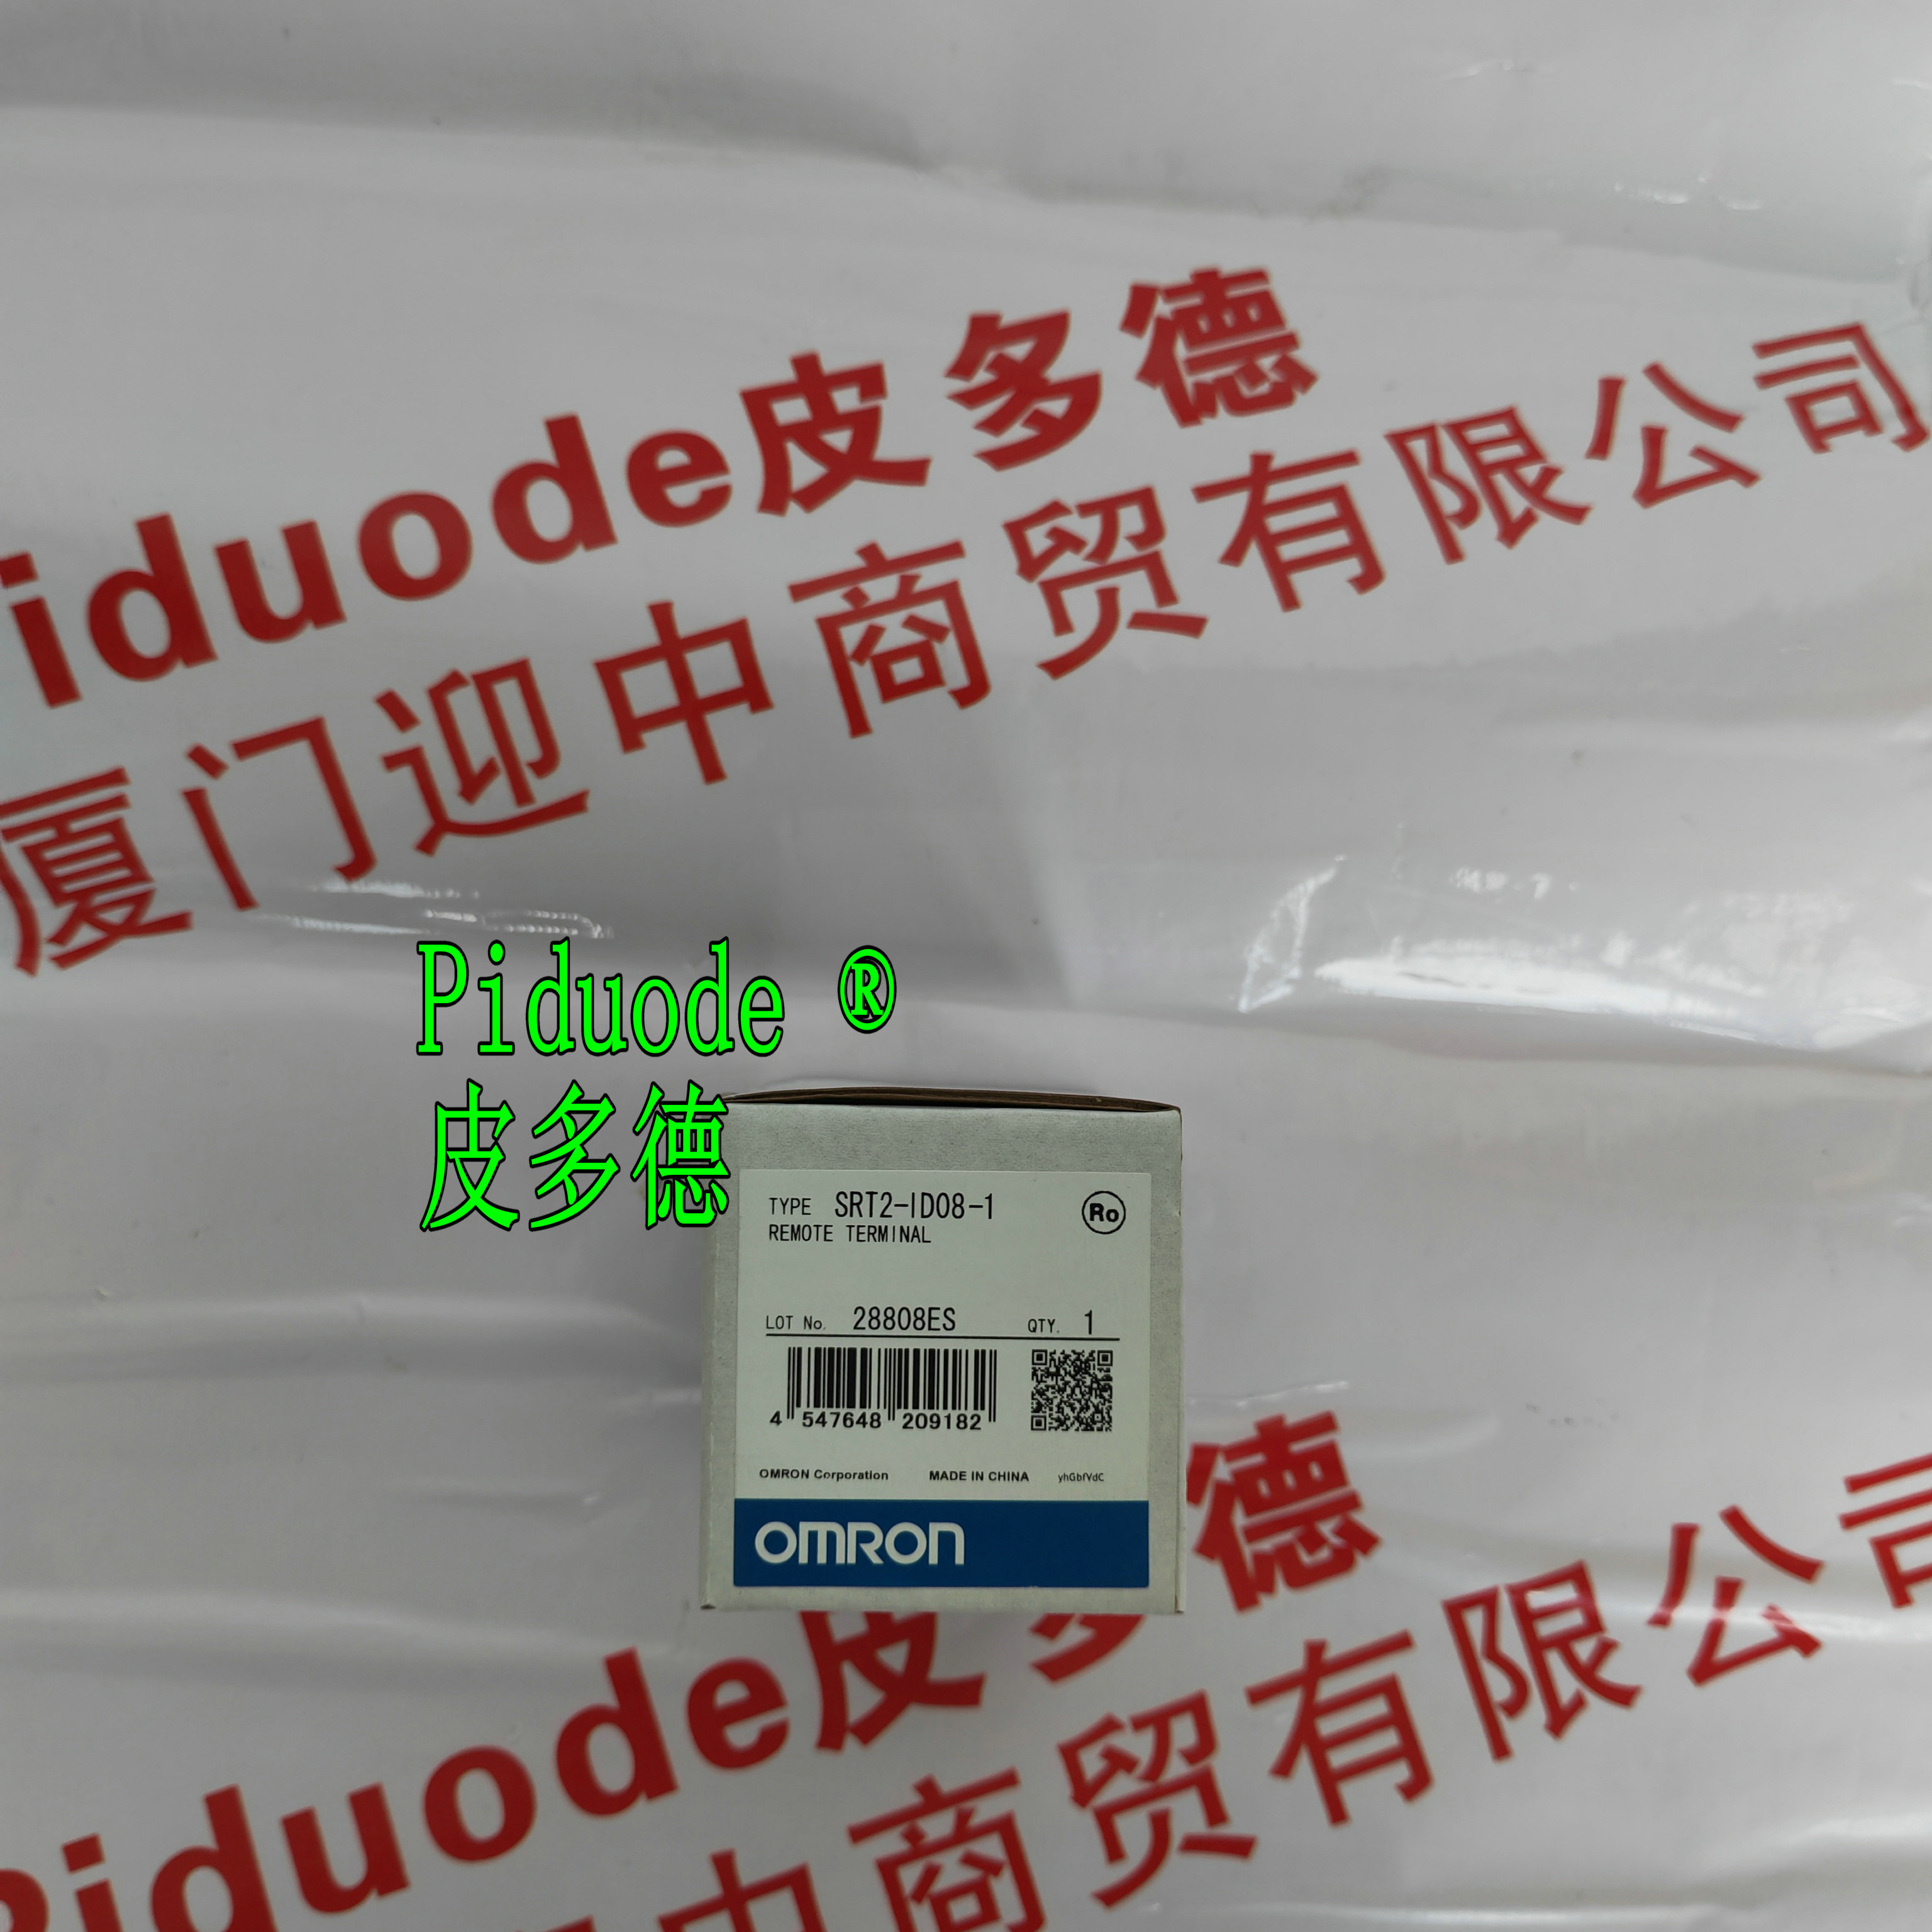 iduode皮多德
厦门迎中商贸有限公司
Piduode ®
皮多德
TYPE SRT2-ID08-1
Ro
REMOTE TERMINAL
LOT No. 28808ES QTY. 1
4 547648 209182
OMRON Corporation MADE IN CHINA yhGbfVdC
OMRON
Piduode皮多德
中商贸有限公司